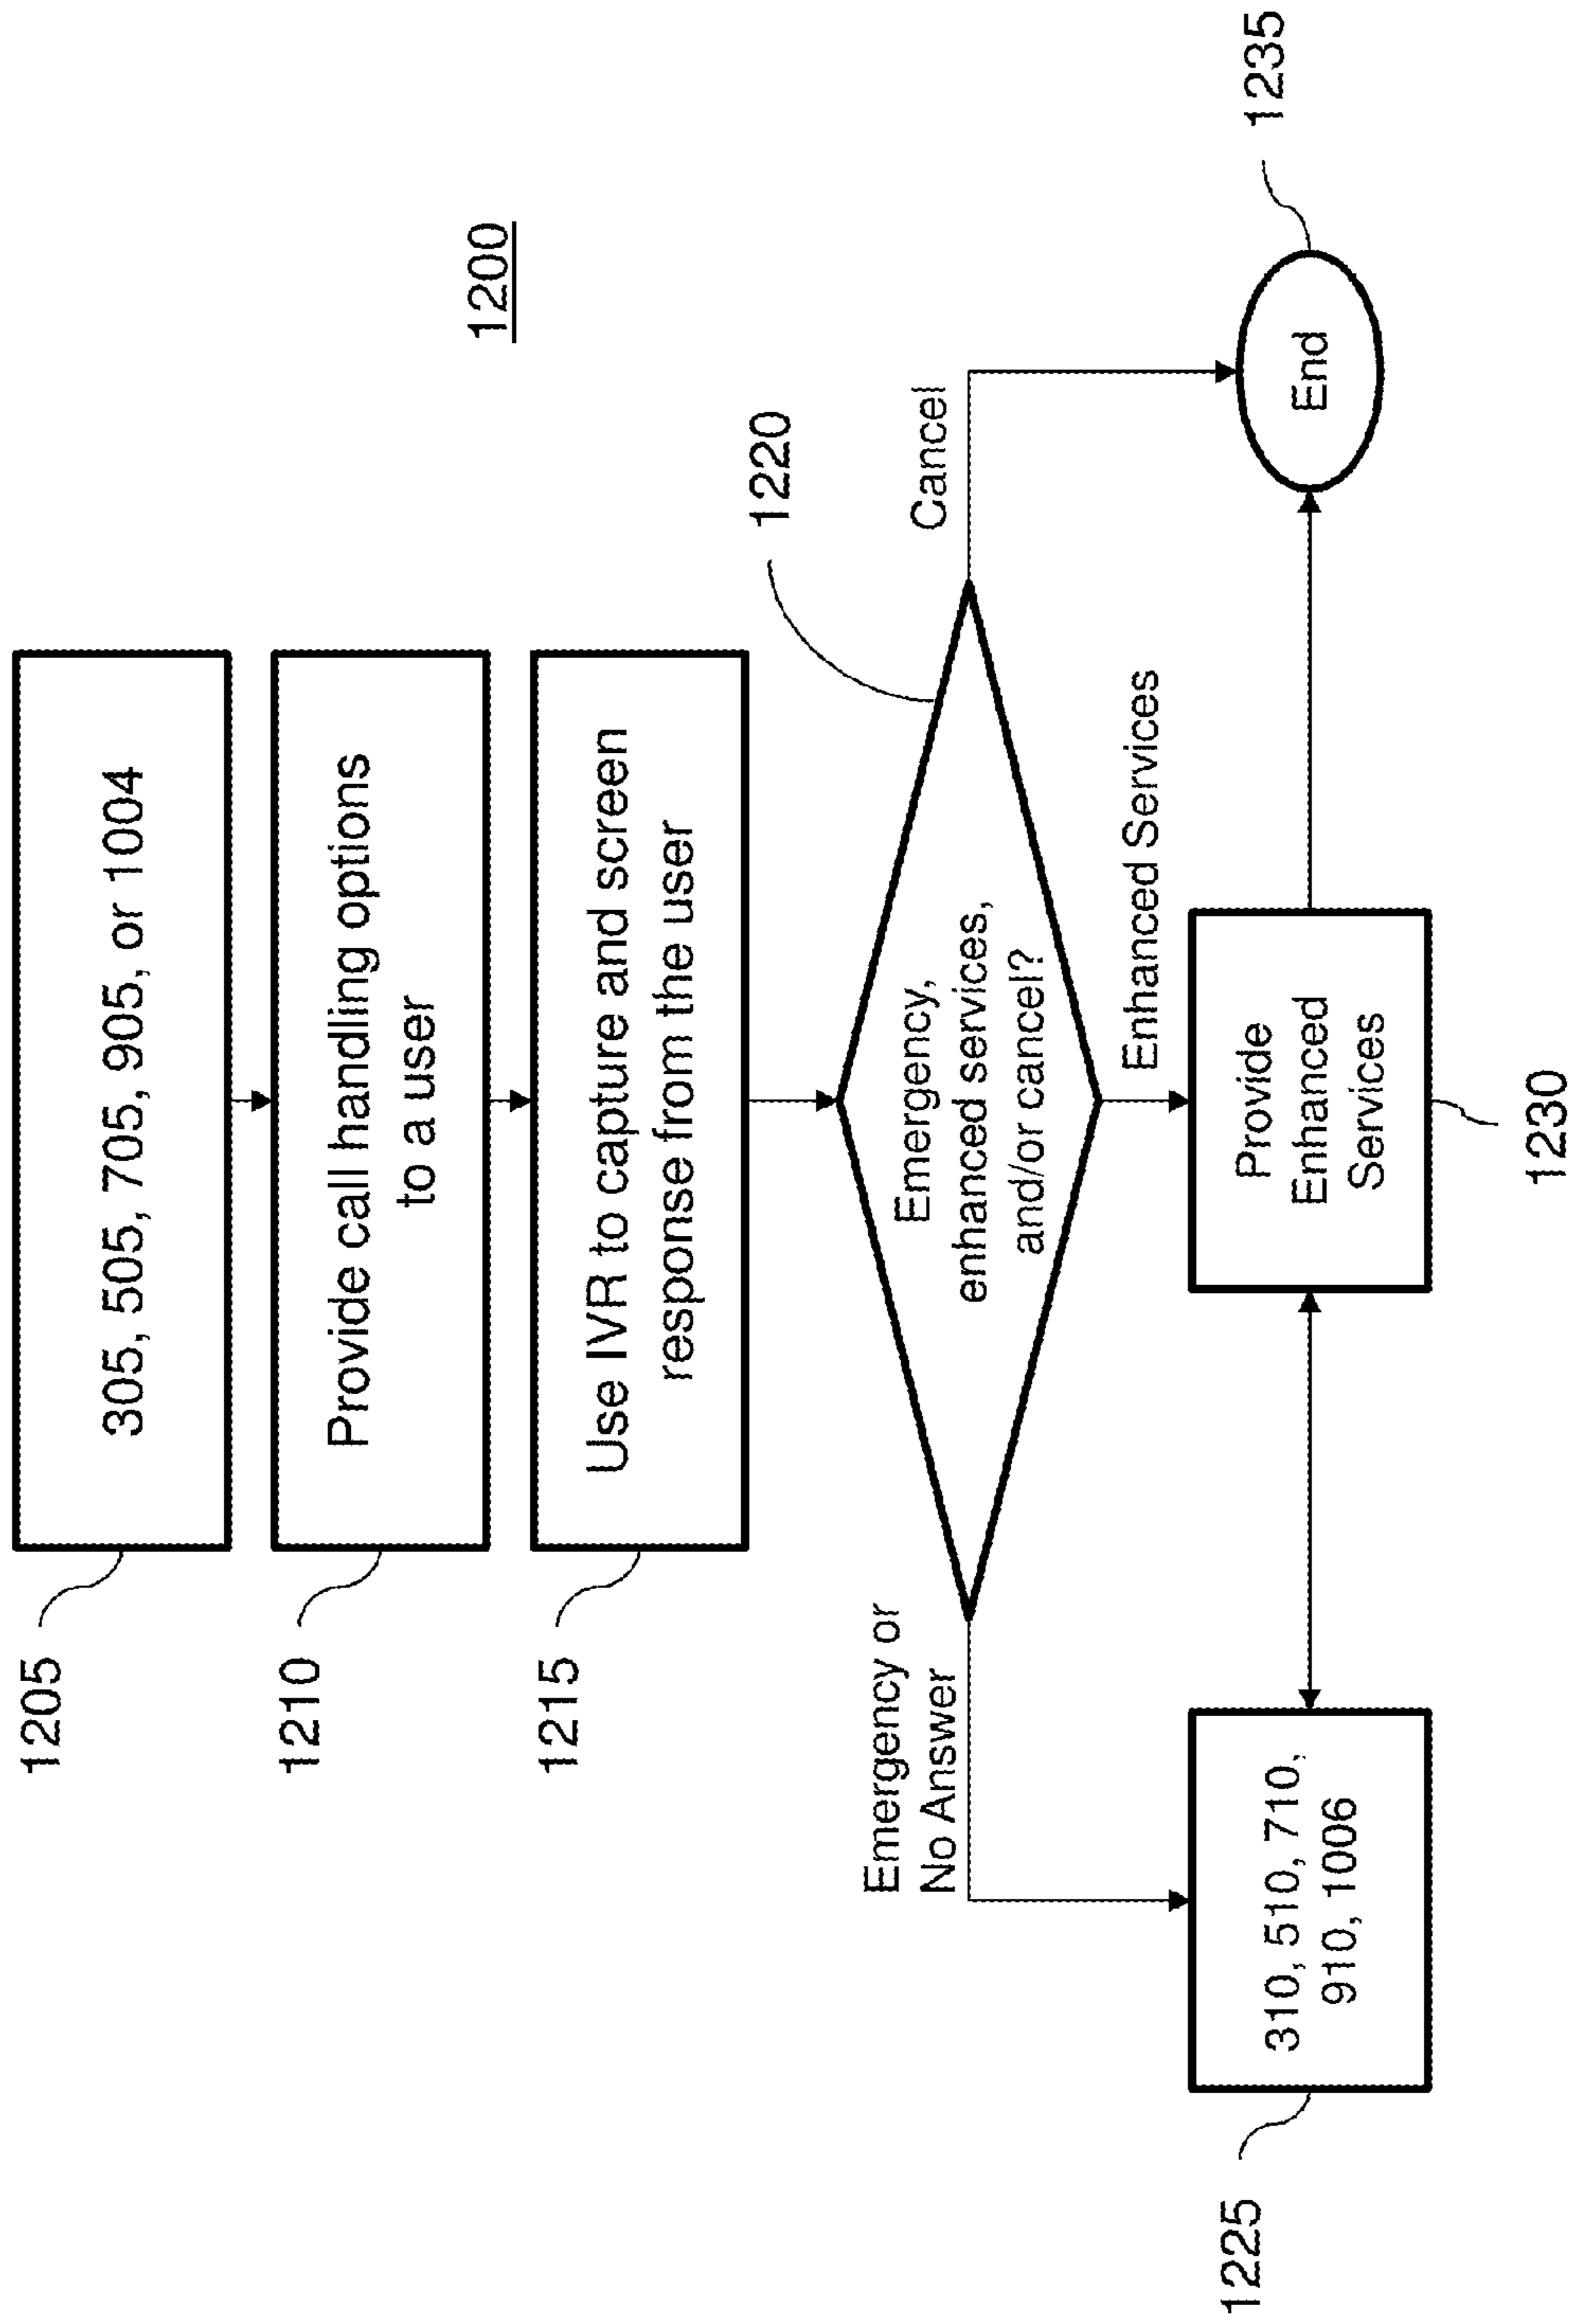 1200
1205
305, 505, 705, 905, or 1004
1210
Provide call handling options
to a user
1215
Use IVR to capture and screen
response from the user
1220
Emergency,
enhanced services,
and/or cancel?
Emergency or
No Answer
Cancel
Enhanced Services
1225
310, 510, 710,
910, 1006
Provide
Enhanced
Services
1230
End
1235